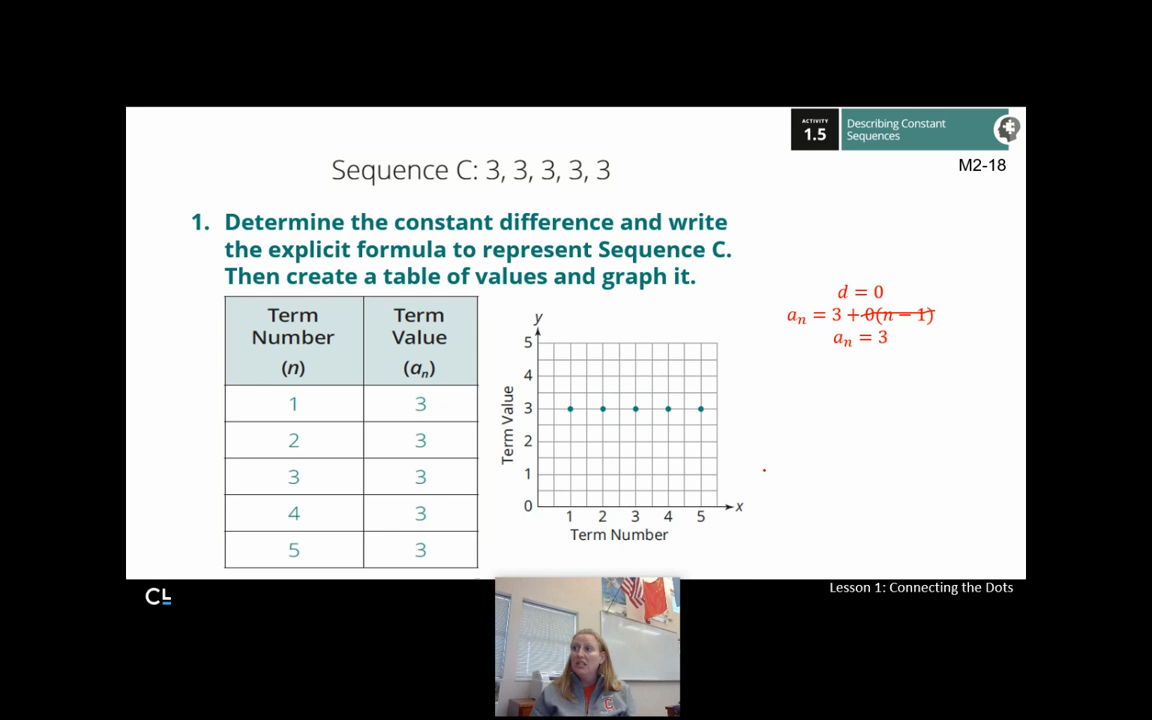 ACTIVITY
1.5
Describing Constant
Sequences
M2-18
Sequence C: 3, 3, 3, 3, 3
1. Determine the constant difference and write
the explicit formula to represent Sequence C.
Then create a table of values and graph it.
Term Number (n) Term Value (aₙ)
1 3
2 3
3 3
4 3
5 3
y
5
4
3
2
1
0
Term Value
1 2 3 4 5
x
Term Number
d = 0
aₙ = 3 + 0(n − 1)
aₙ = 3
CL
Lesson 1: Connecting the Dots
C